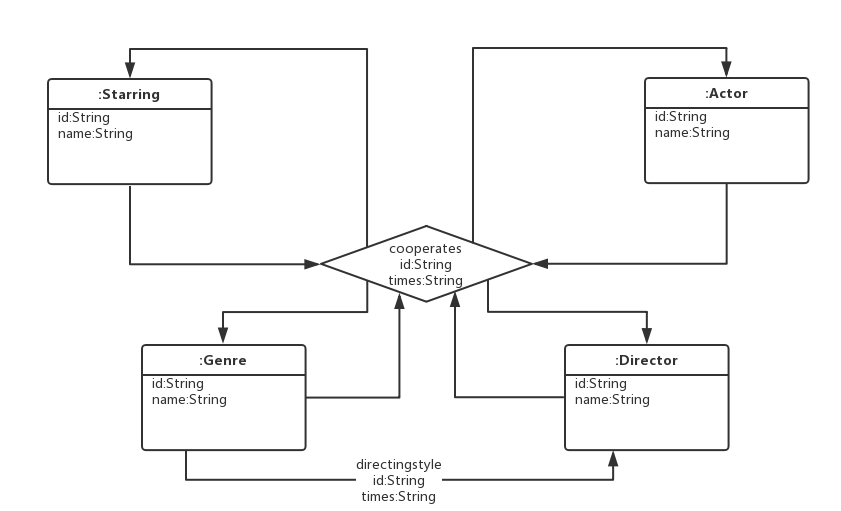 :Starring
id:String
name:String
:Actor
id:String
name:String
cooperates
id:String
times:String
:Genre
id:String
name:String
:Director
id:String
name:String
directingstyle
id:String
times:String